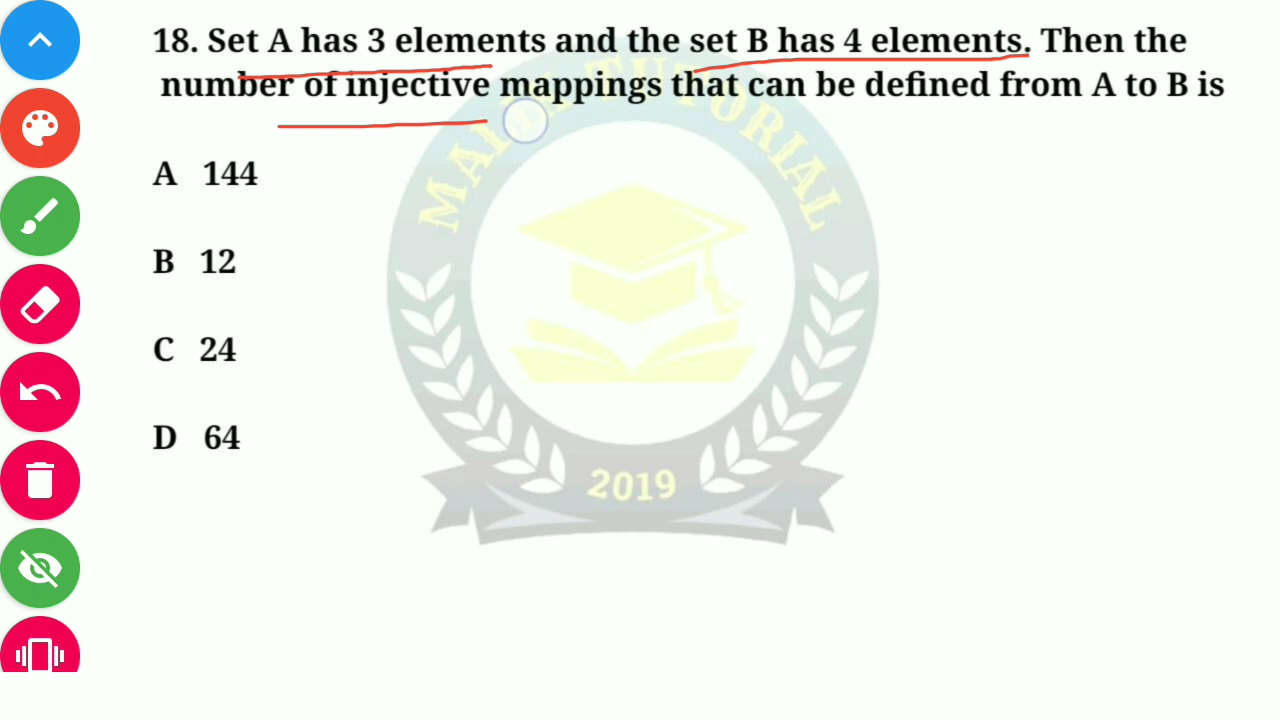 18. Set A has 3 elements and the set B has 4 elements. Then the
number of injective mappings that can be defined from A to B is
A 144
B 12
C 24
D 64
2019